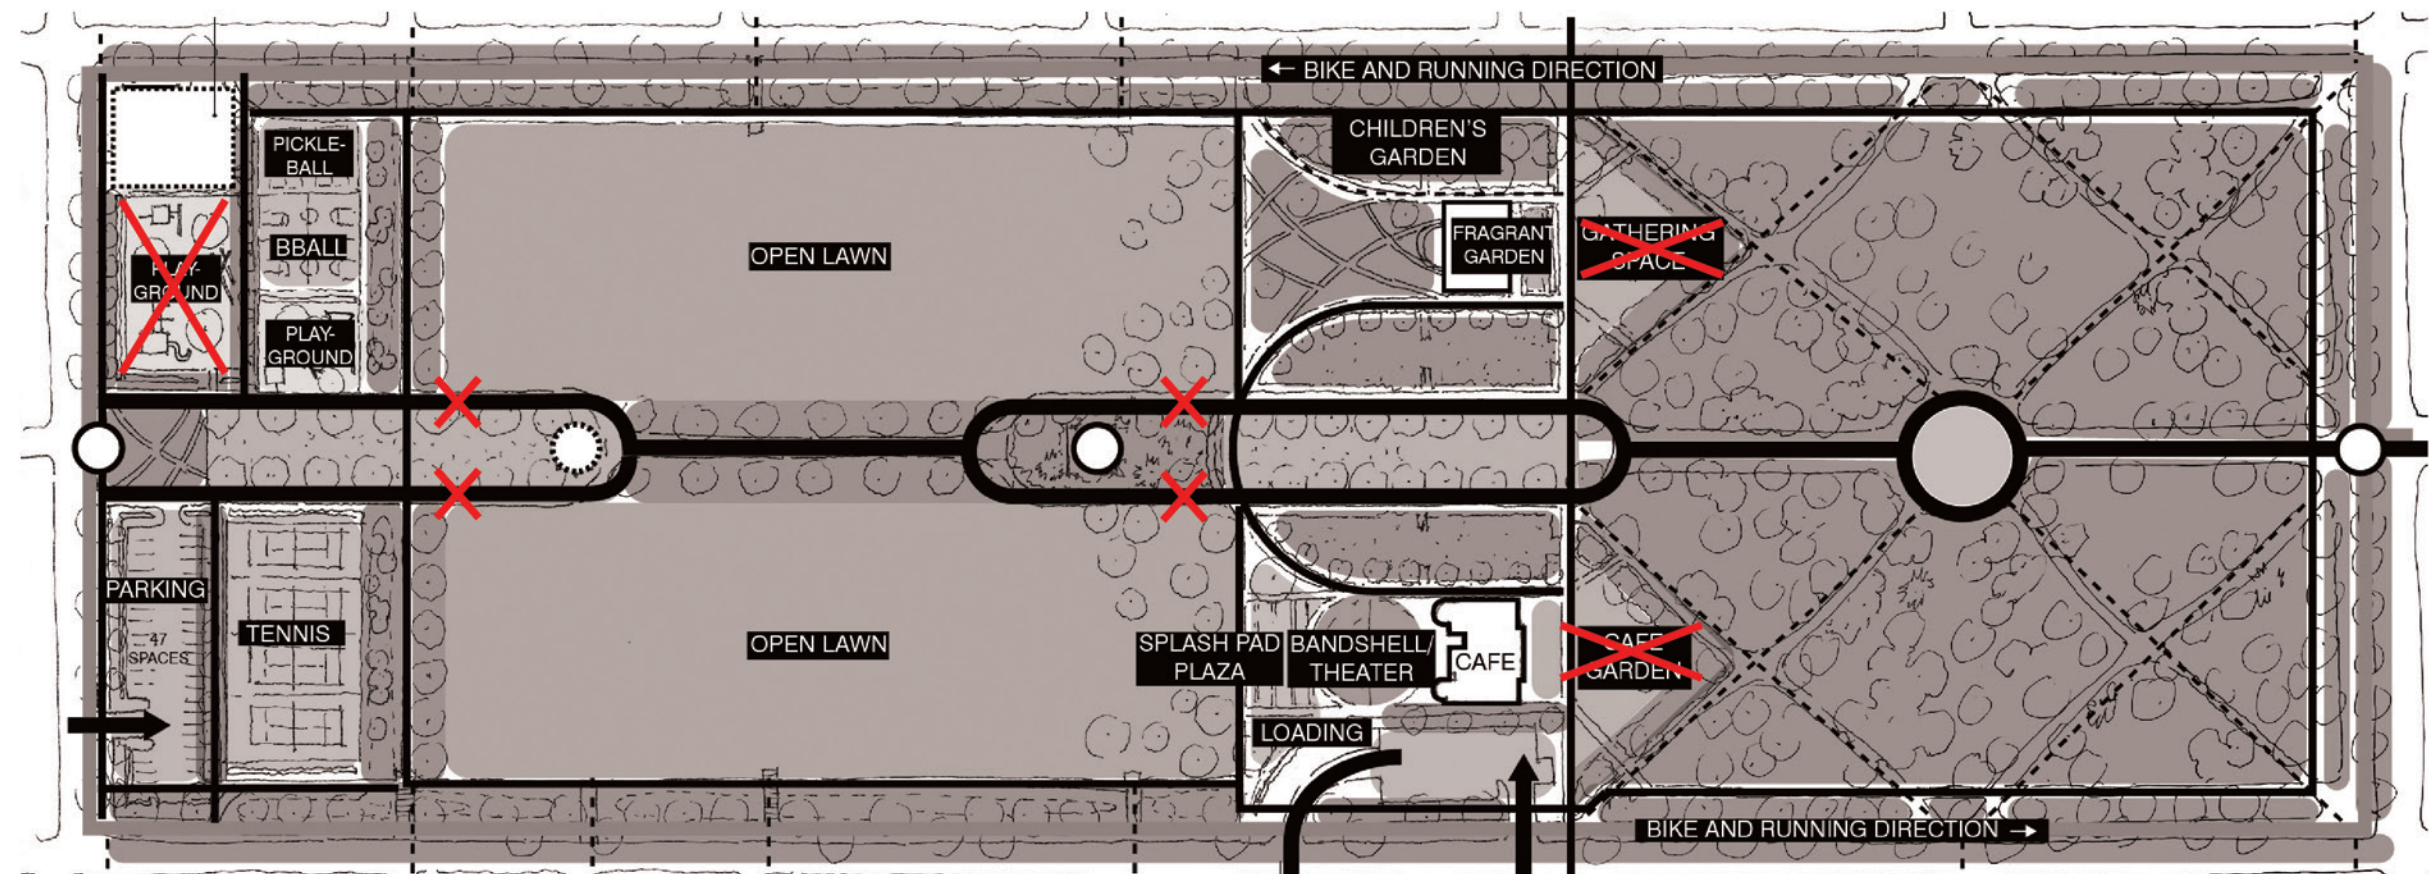 ← BIKE AND RUNNING DIRECTION
PICKLE-
BALL
CHILDREN'S
GARDEN
BBALL
OPEN LAWN
FRAGRANT
GARDEN
GATHERING
SPACE
PLAY-
GROUND
PLAY-
GROUND
PARKING
47
SPACES
TENNIS
OPEN LAWN
SPLASH PAD
PLAZA
BANDSHELL/
THEATER
CAFE
CAFE
GARDEN
LOADING
BIKE AND RUNNING DIRECTION →